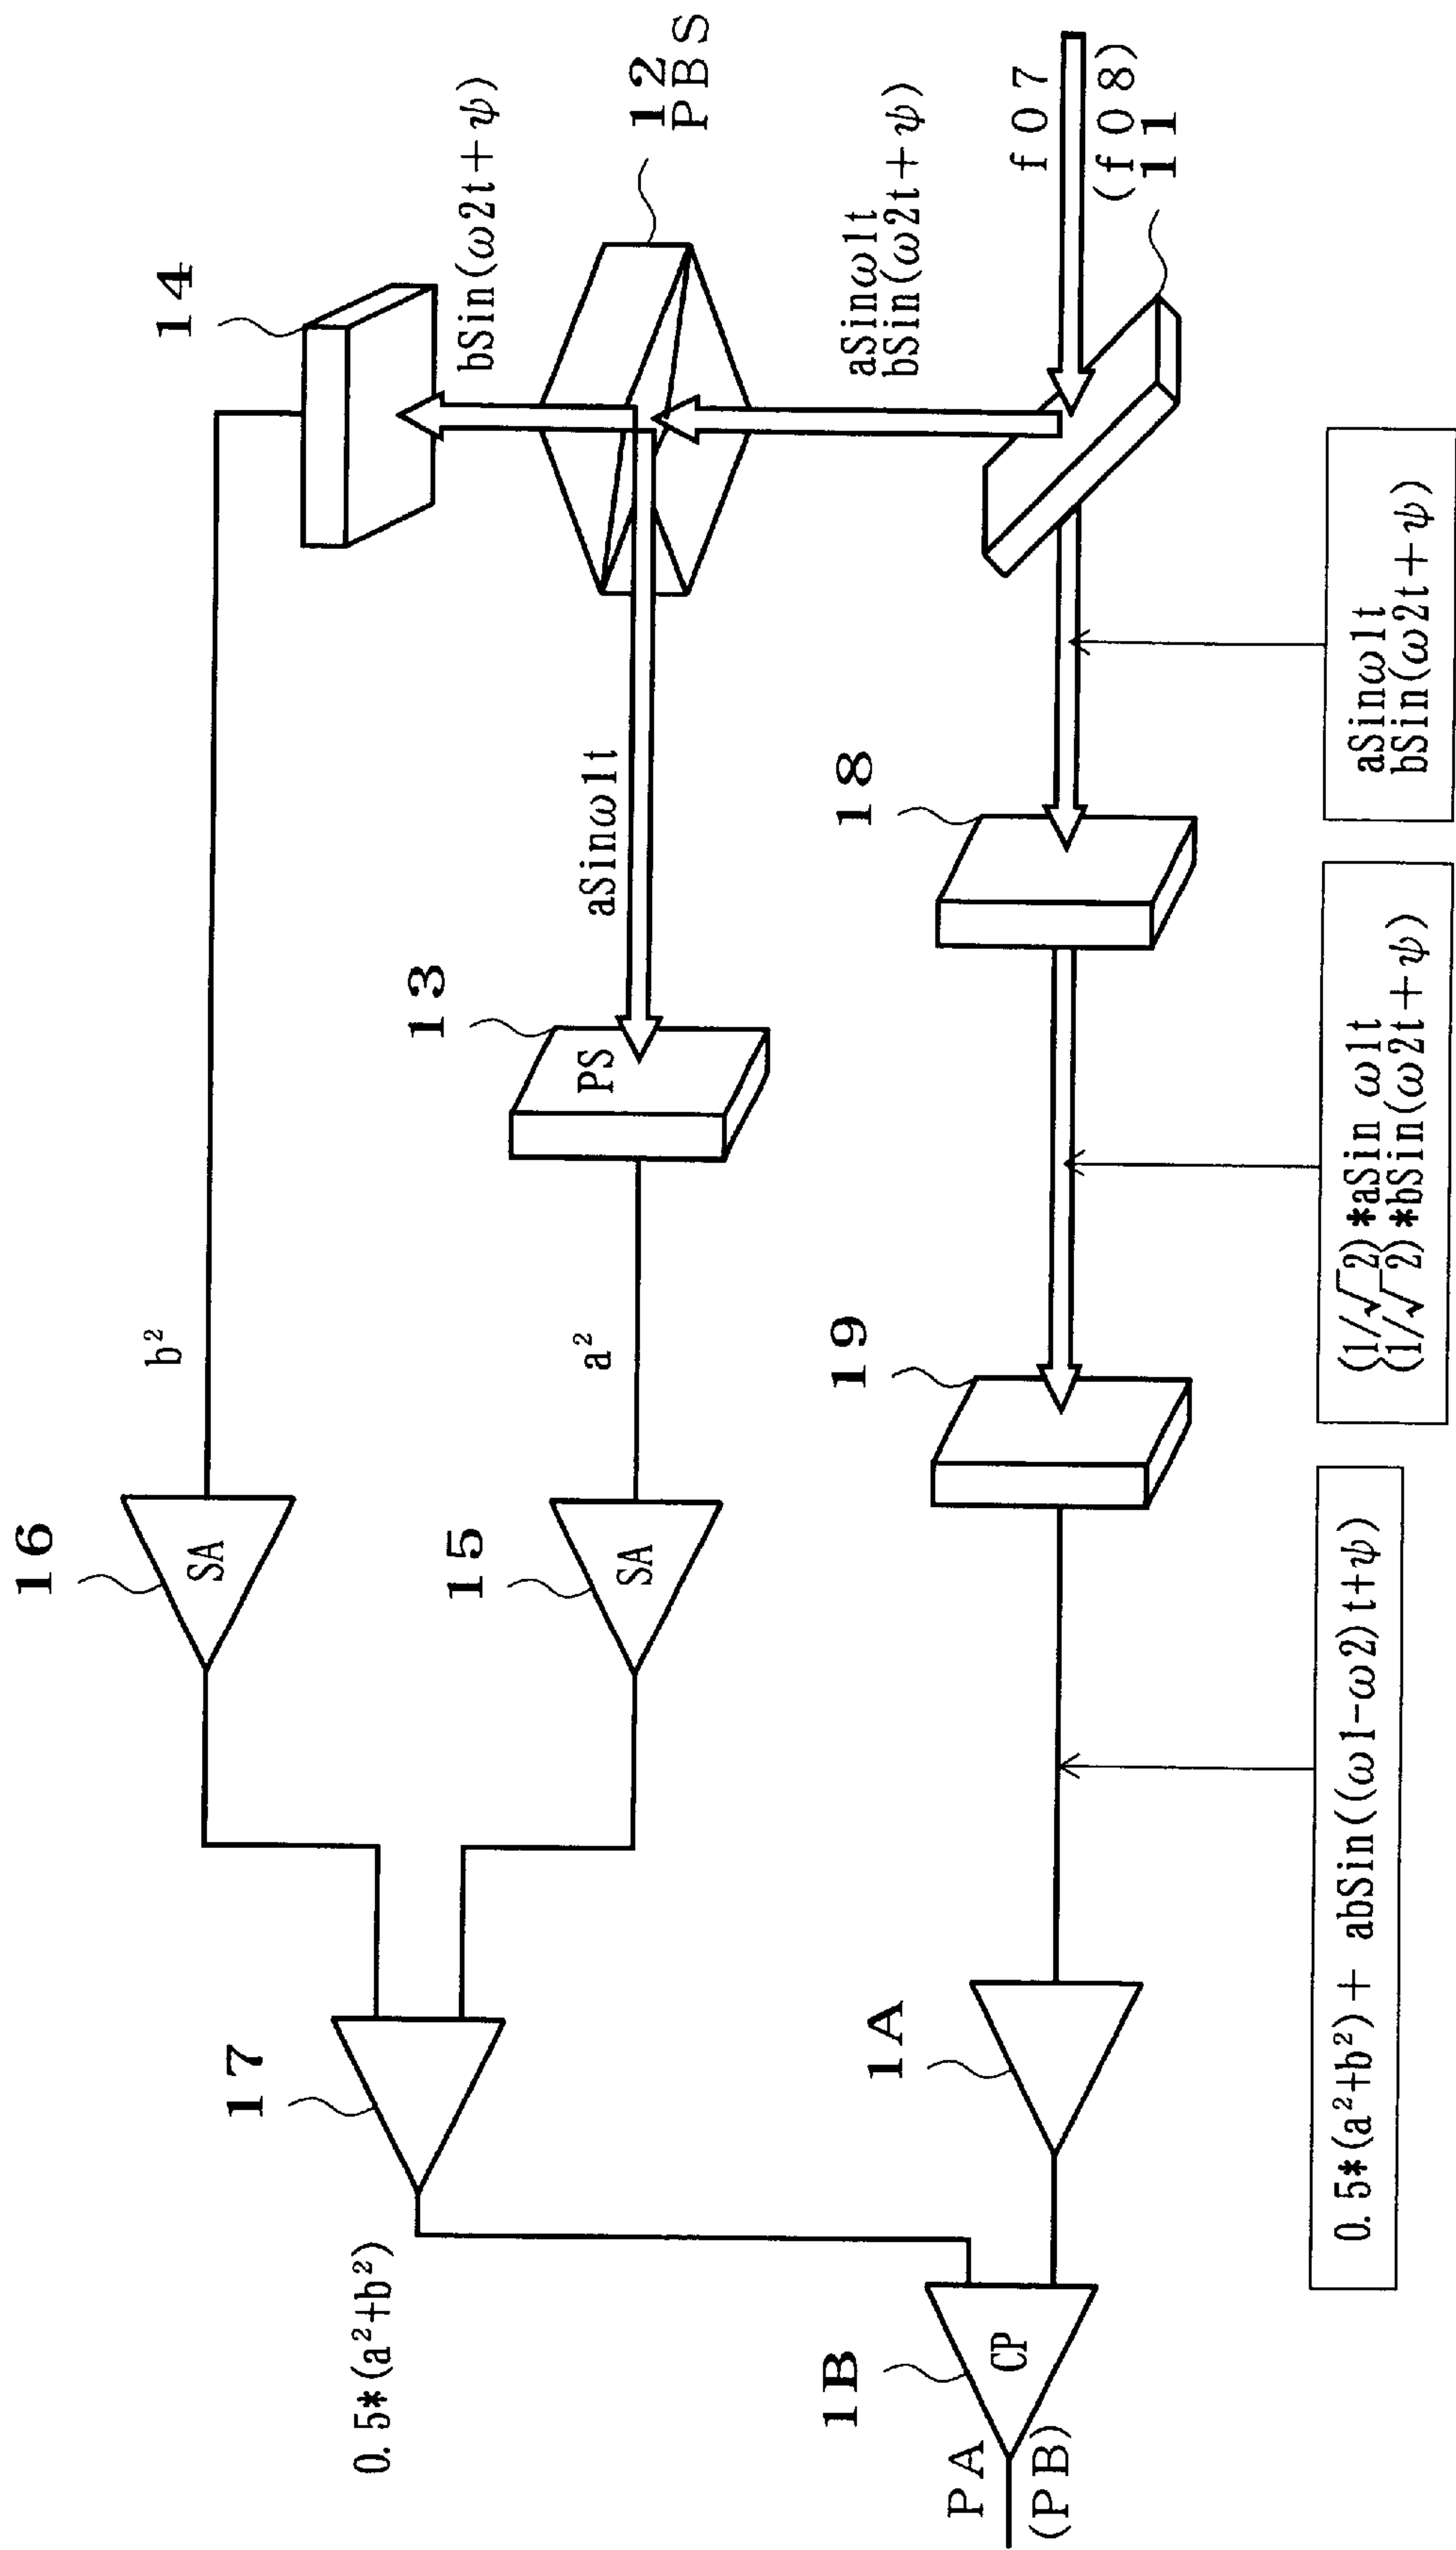 16
SA
b²
14
bSin(ω2t+ψ)
12
PBS
17
0.5*(a²+b²)
15
SA
a²
13
PS
aSinω1t
aSinω1t
bSin(ω2t+ψ)
f07
(f08)
11
1B
CP
PA
(PB)
1A
19
18
0.5*(a²+b²)+ abSin((ω1-ω2)t+ψ)
(1/√2)*aSin ω1t
(1/√2)*bSin(ω2t+ψ)
aSinω1t
bSin(ω2t+ψ)